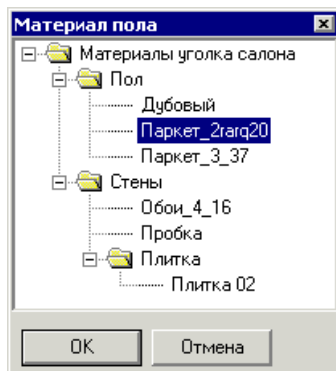 Материал пола
Материалы уголка салона
Пол
Дубовый
Паркет_2rarq20
Паркет_3_37
Стены
Обои_4_16
Пробка
Плитка
Плитка 02
OK
Отмена